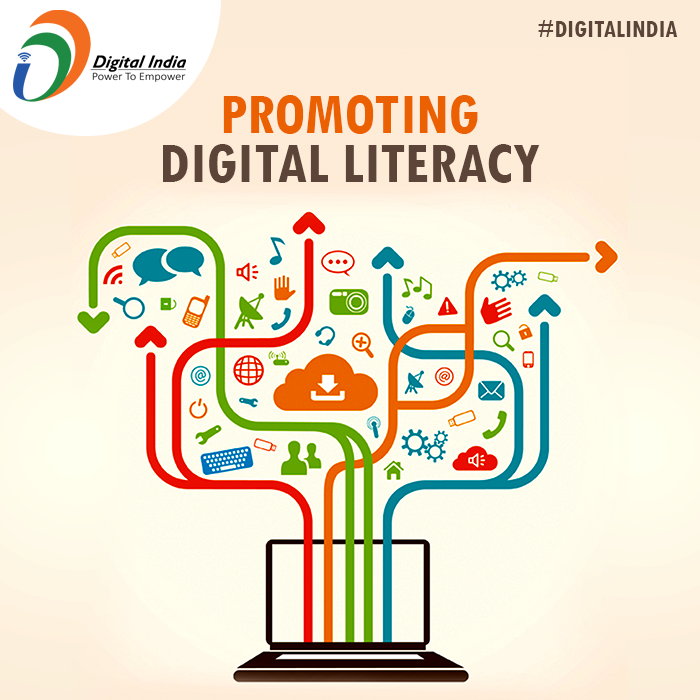 Digital India
Power To Empower
#DIGITALINDIA
PROMOTING
DIGITAL LITERACY